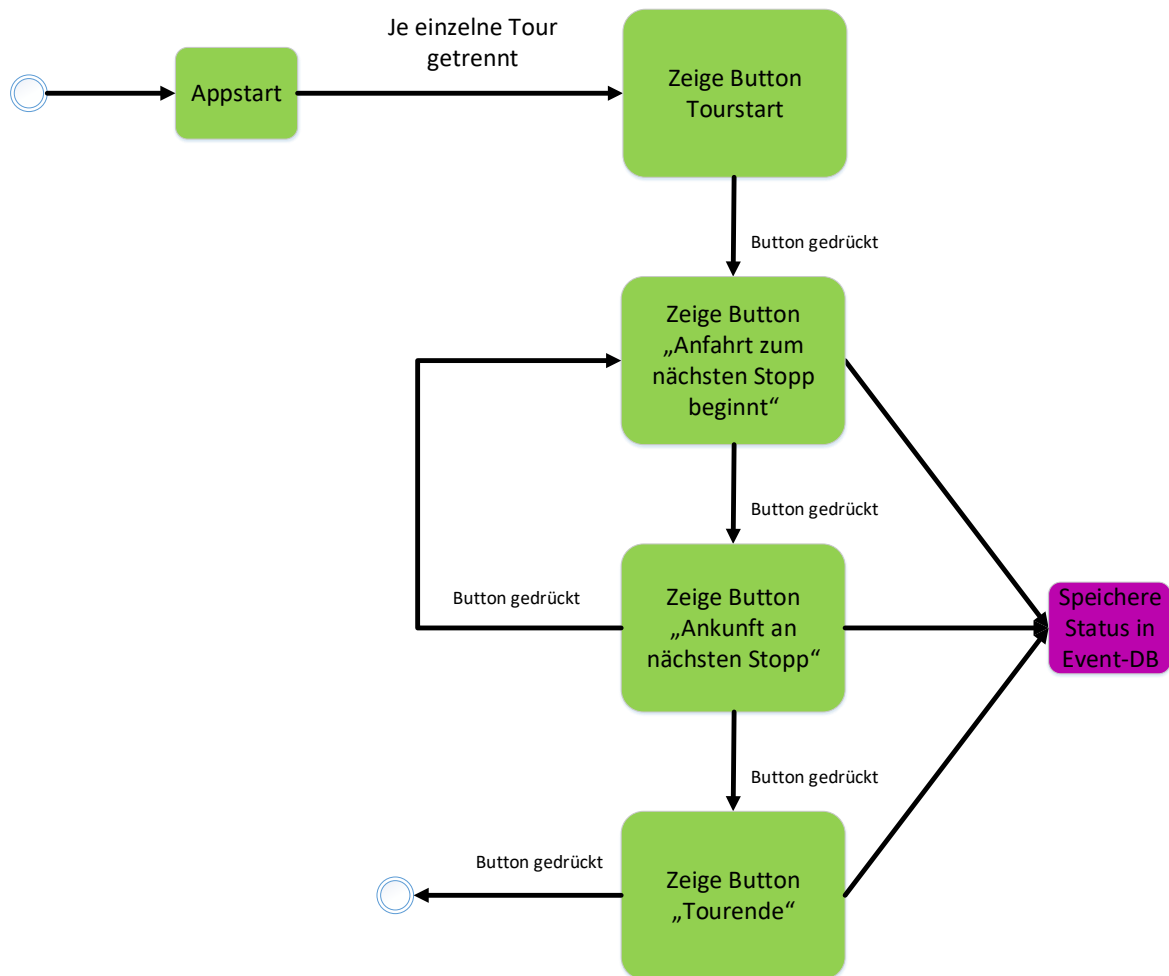 Je einzelne Tour
getrennt
Appstart
Zeige Button
Tourstart
Button gedrückt
Zeige Button
„Anfahrt zum
nächsten Stopp
beginnt“
Button gedrückt
Button gedrückt
Zeige Button
„Ankunft an
nächsten Stopp“
Speichere
Status in
Event-DB
Button gedrückt
Button gedrückt
Zeige Button
„Tourende“